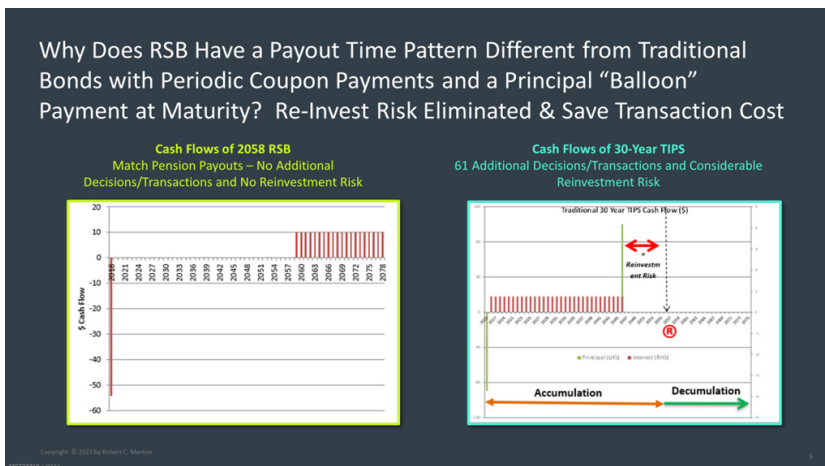 Why Does RSB Have a Payout Time Pattern Different from Traditional
Bonds with Periodic Coupon Payments and a Principal “Balloon”
Payment at Maturity?  Re-Invest Risk Eliminated & Save Transaction Cost
Cash Flows of 2058 RSB
Match Pension Payouts – No Additional
Decisions/Transactions and No Reinvestment Risk
20
10
0
-10
-20
-30
-40
-50
-60
$ Cash Flow
2018 2021 2024 2027 2030 2033 2036 2039 2042 2045 2048 2051 2054 2057 2060 2063 2066 2069 2072 2075 2078
Cash Flows of 30-Year TIPS
61 Additional Decisions/Transactions and Considerable
Reinvestment Risk
Traditional 30 Year TIPS Cash Flow ($)
Reinvestm
ent Risk
R
Principal (LHS) Interest (RHS)
Accumulation Decumulation
Copyright © 2023 by Robert C. Merton
6